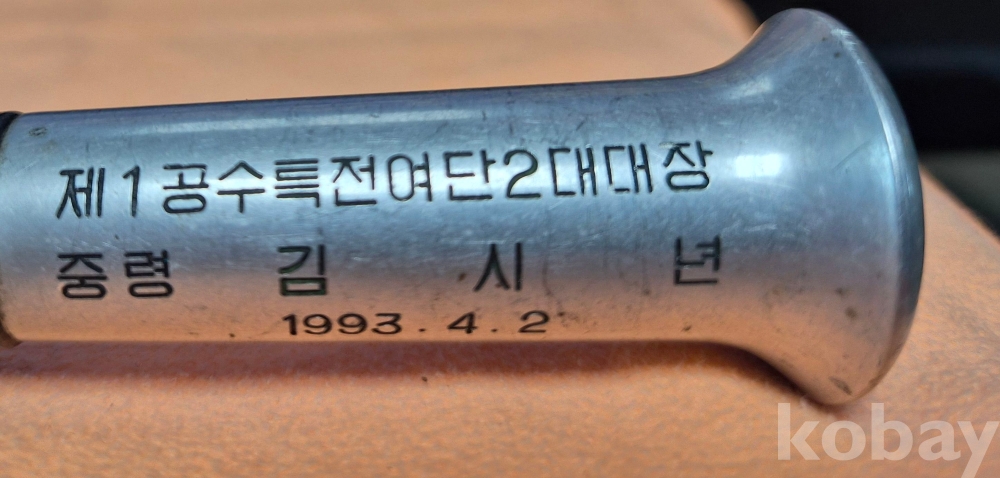 제1공수특전여단2대대장
중령 김 시 년
1993.4.2
kobay